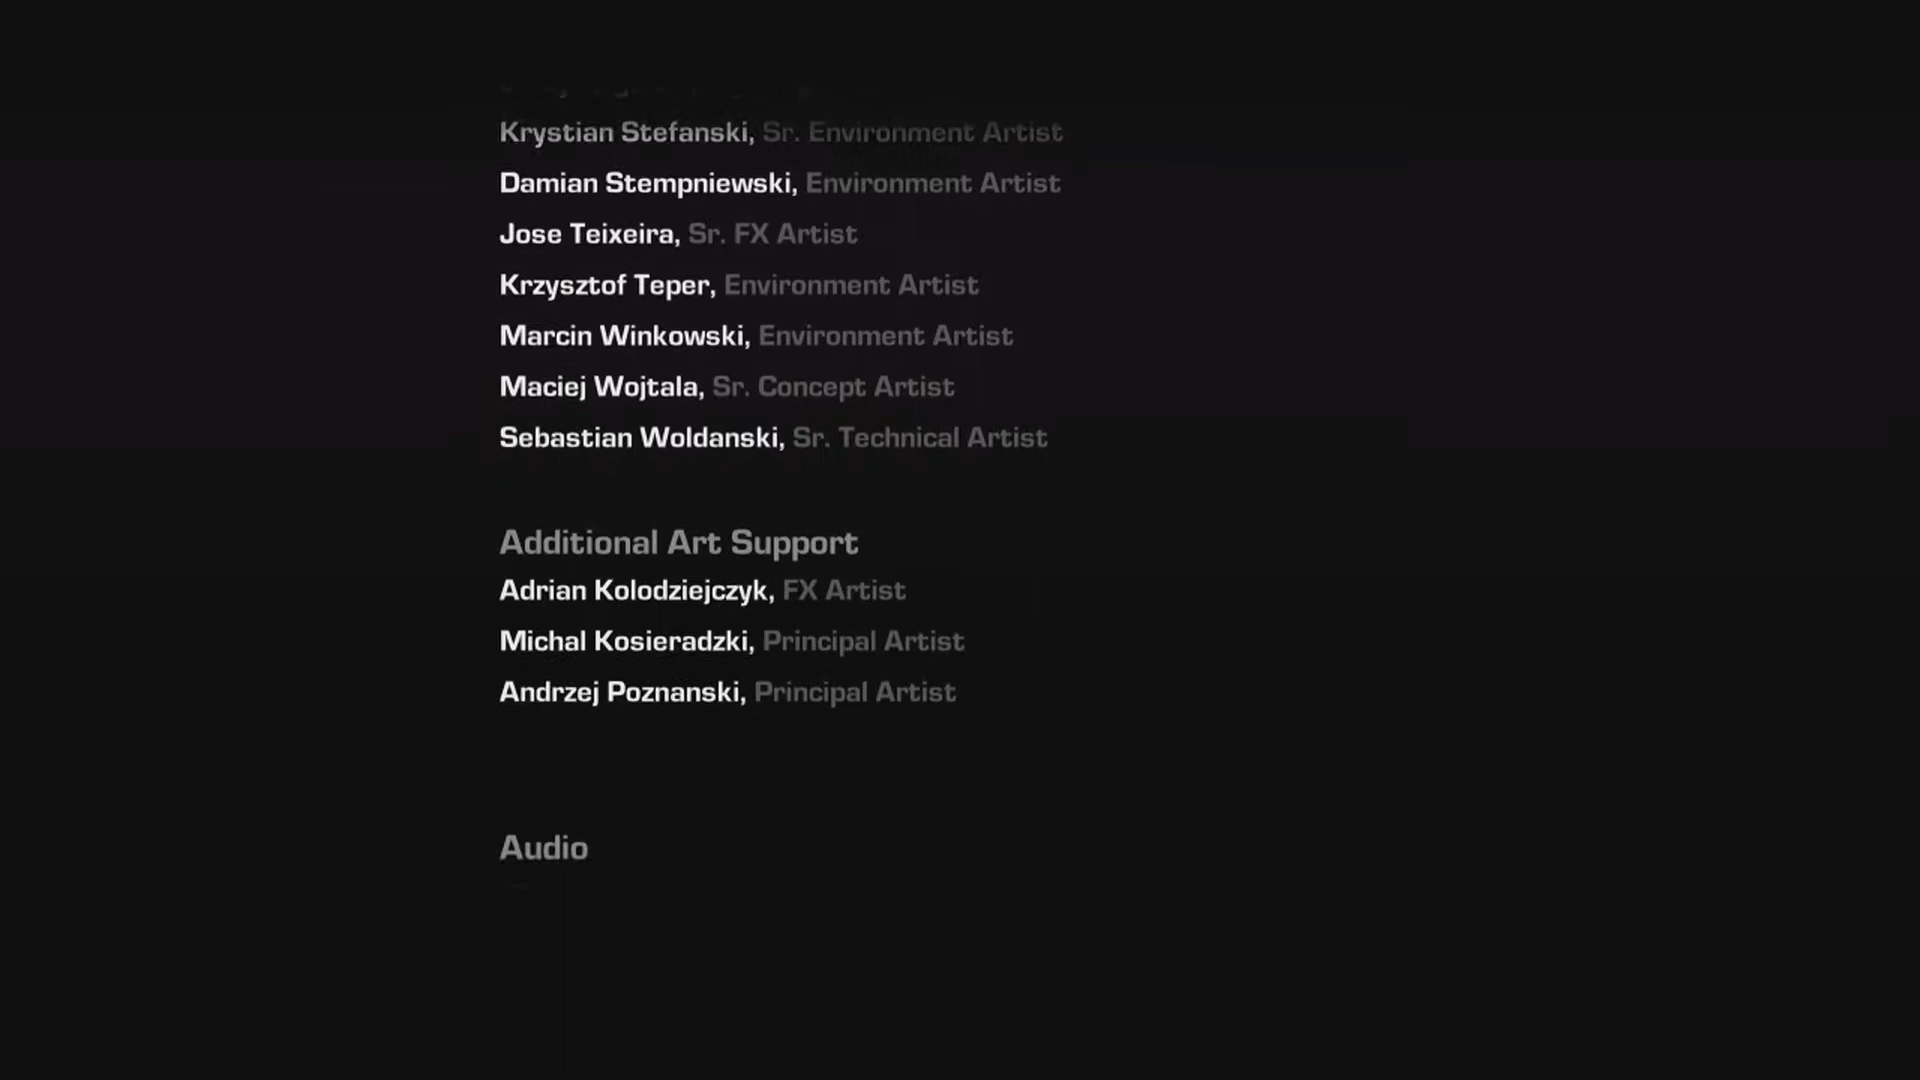 Krystian Stefanski, Sr. Environment Artist
Damian Stempniewski, Environment Artist
Jose Teixeira, Sr. FX Artist
Krzysztof Teper, Environment Artist
Marcin Winkowski, Environment Artist
Maciej Wojtala, Sr. Concept Artist
Sebastian Woldanski, Sr. Technical Artist
Additional Art Support
Adrian Kolodziejczyk, FX Artist
Michal Kosieradzki, Principal Artist
Andrzej Poznanski, Principal Artist
Audio